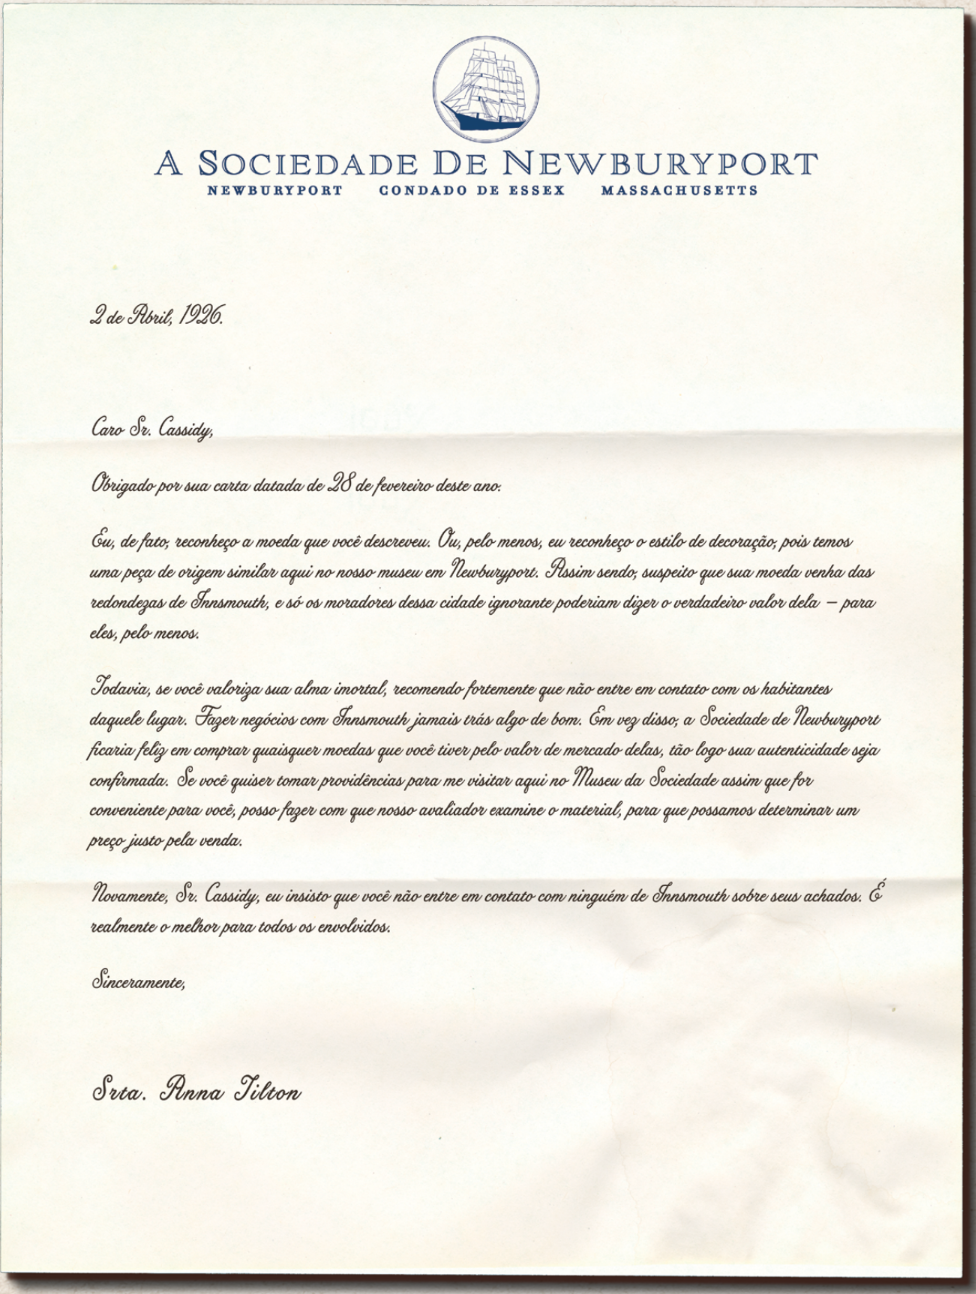 A SOCIEDADE DE NEWBURYPORT
NEWBURYPORT CONDADO DE ESSEX MASSACHUSETTS
2 de Abril, 1926.
Caro Sr. Cassidy,
Obrigado por sua carta datada de 28 de fevereiro deste ano.
Eu, de fato, reconheço a moeda que você descreveu. Ou, pelo menos, eu reconheço o estilo de decoração, pois temos
uma peça de origem similar aqui no nosso museu em Newburyport. Assim sendo, suspeito que sua moeda venha das
redondezas de Innsmouth, e só os moradores dessa cidade ignorante poderiam dizer o verdadeiro valor dela – para
eles, pelo menos.
Todavia, se você valoriza sua alma imortal, recomendo fortemente que não entre em contato com os habitantes
daquele lugar. Fazer negócios com Innsmouth jamais trás algo de bom. Em vez disso, a Sociedade de Newburyport
ficaria feliz em comprar quaisquer moedas que você tiver pelo valor de mercado delas, tão logo sua autenticidade seja
confirmada. Se você quiser tomar providências para me visitar aqui no Museu da Sociedade assim que for
conveniente para você, posso fazer com que nosso avaliador examine o material, para que possamos determinar um
preço justo pela venda.
Novamente, Sr. Cassidy, eu insisto que você não entre em contato com ninguém de Innsmouth sobre seus achados. É
realmente o melhor para todos os envolvidos.
Sinceramente,
Srta. Anna Tilton